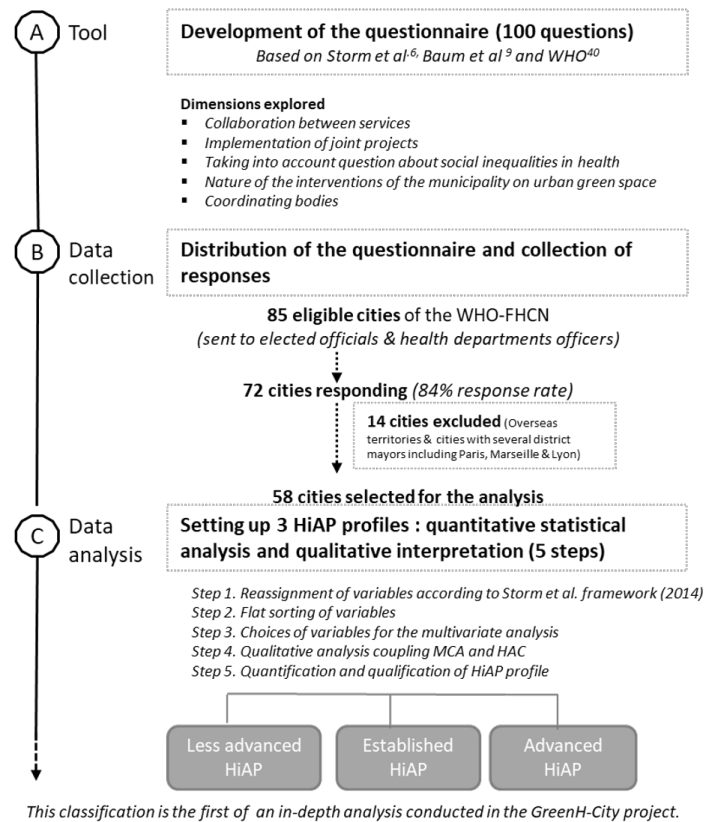 A Tool
Development of the questionnaire (100 questions)
Based on Storm et al.6, Baum et al 9 and WHO40
Dimensions explored
▪ Collaboration between services
▪ Implementation of joint projects
▪ Taking into account question about social inequalities in health
▪ Nature of the interventions of the municipality on urban green space
▪ Coordinating bodies
B Data
collection
Distribution of the questionnaire and collection of
responses
85 eligible cities of the WHO-FHCN
(sent to elected officials & health departments officers)
72 cities responding (84% response rate)
14 cities excluded (Overseas
territories & cities with several district
mayors including Paris, Marseille & Lyon)
58 cities selected for the analysis
C Data
analysis
Setting up 3 HiAP profiles : quantitative statistical
analysis and qualitative interpretation (5 steps)
Step 1. Reassignment of variables according to Storm et al. framework (2014)
Step 2. Flat sorting of variables
Step 3. Choices of variables for the multivariate analysis
Step 4. Qualitative analysis coupling MCA and HAC
Step 5. Quantification and qualification of HiAP profile
Less advanced
HiAP
Established
HiAP
Advanced
HiAP
This classification is the first of an in-depth analysis conducted in the GreenH-City project.